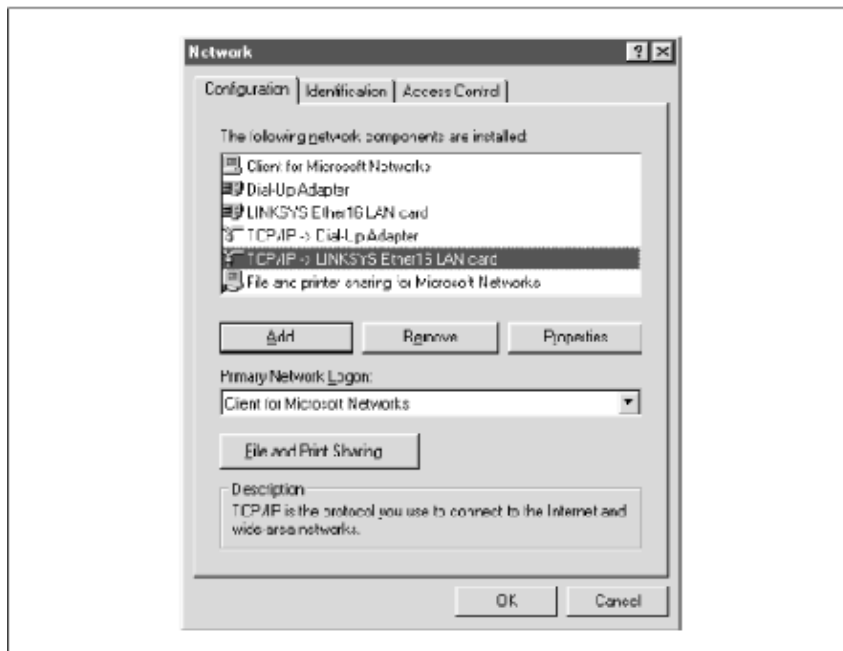 Network
Configuration Identification Access Control
The following network components are installed:
Client for Microsoft Networks
Dial-Up Adapter
LINKSYS Ether16 LAN card
TCP/IP -> Dial-Up Adapter
TCP/IP -> LINKSYS Ether16 LAN card
File and printer sharing for Microsoft Networks
Add Remove Properties
Primary Network Logon:
Client for Microsoft Networks
File and Print Sharing
Description
TCP/IP is the protocol you use to connect to the Internet and
wide-area networks.
OK Cancel